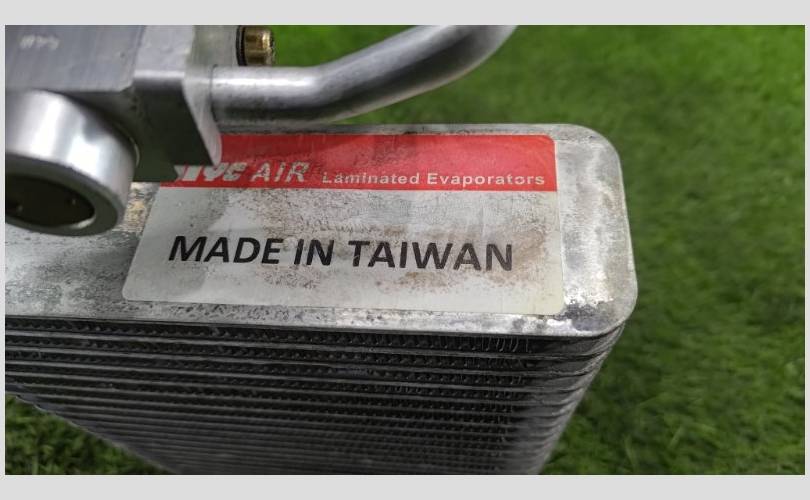 AIR Laminated Evaporators
MADE IN TAIWAN